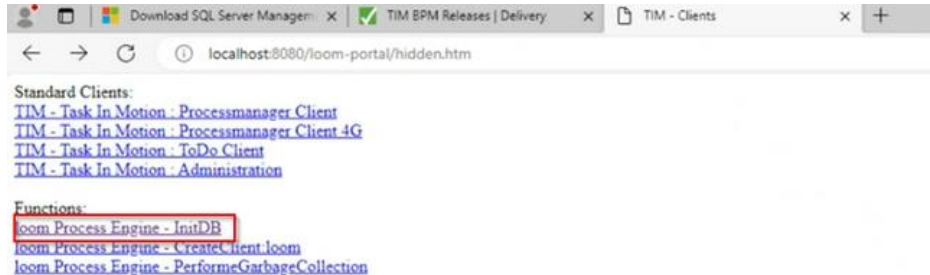 Download SQL Server Managem
TIM BPM Releases | Delivery
TIM - Clients
localhost:8080/loom-portal/hidden.htm
Standard Clients:
TIM - Task In Motion : Processmanager Client
TIM - Task In Motion : Processmanager Client 4G
TIM - Task In Motion : ToDo Client
TIM - Task In Motion : Administration
Functions:
loom Process Engine - InitDB
loom Process Engine - CreateClient:loom
loom Process Engine - PerformeGarbageCollection